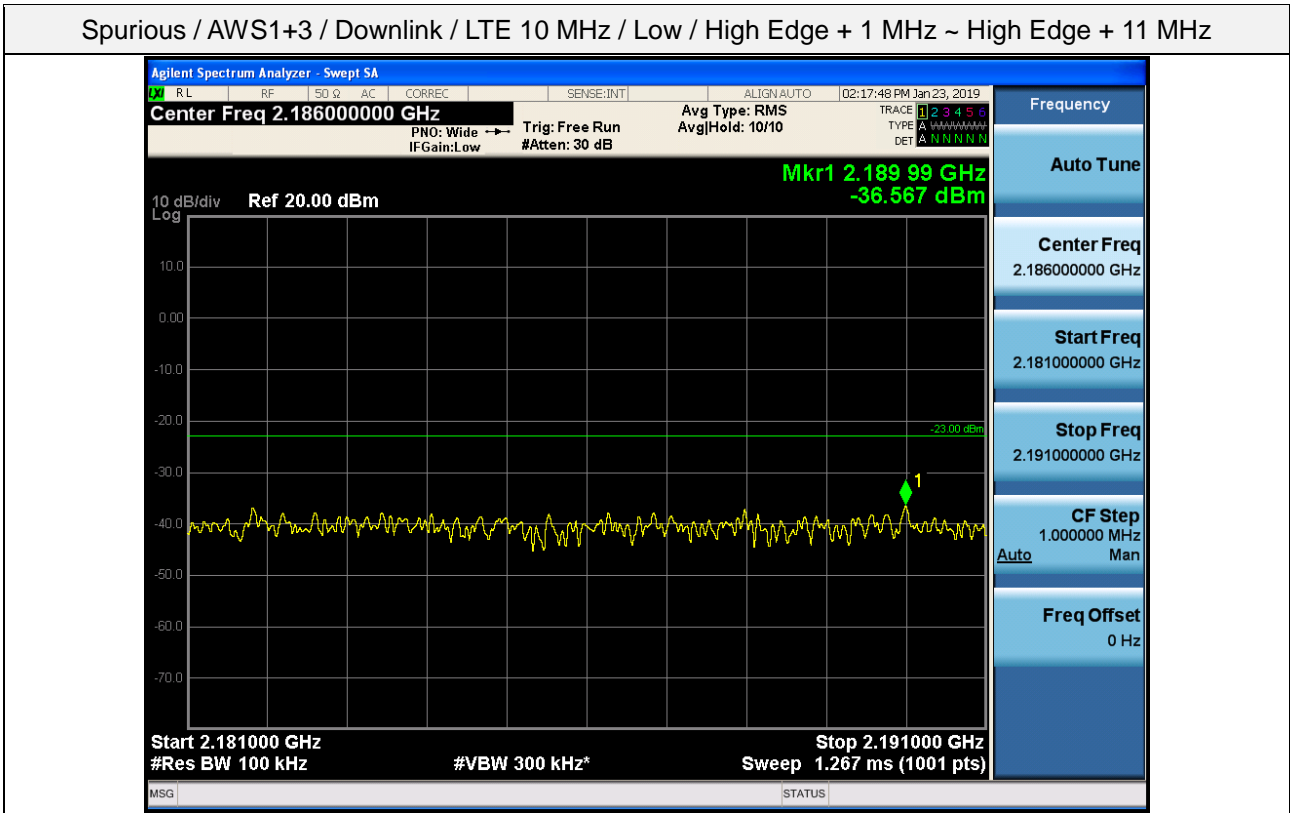 Spurious / AWS1+3 / Downlink / LTE 10 MHz / Low / High Edge + 1 MHz ~ High Edge + 11 MHz
Agilent Spectrum Analyzer - Swept SA
LXI RL RF 50 Ω AC CORREC SENSE:INT ALIGN AUTO 02:17:48 PM Jan 23, 2019
Center Freq 2.186000000 GHz
PNO: Wide
IFGain:Low
Trig: Free Run
#Atten: 30 dB
Avg Type: RMS
Avg|Hold: 10/10
TRACE 1 2 3 4 5 6
TYPE A WWWWW
DET A N N N N N
Mkr1 2.189 99 GHz
-36.567 dBm
10 dB/div Ref 20.00 dBm
Log
10.0
0.00
-10.0
-20.0
-23.00 dBm
-30.0
1
-40.0
-50.0
-60.0
-70.0
Start 2.181000 GHz Stop 2.191000 GHz
#Res BW 100 kHz #VBW 300 kHz* Sweep 1.267 ms (1001 pts)
MSG STATUS
Frequency
Auto Tune
Center Freq
2.186000000 GHz
Start Freq
2.181000000 GHz
Stop Freq
2.191000000 GHz
CF Step
1.000000 MHz
Auto Man
Freq Offset
0 Hz